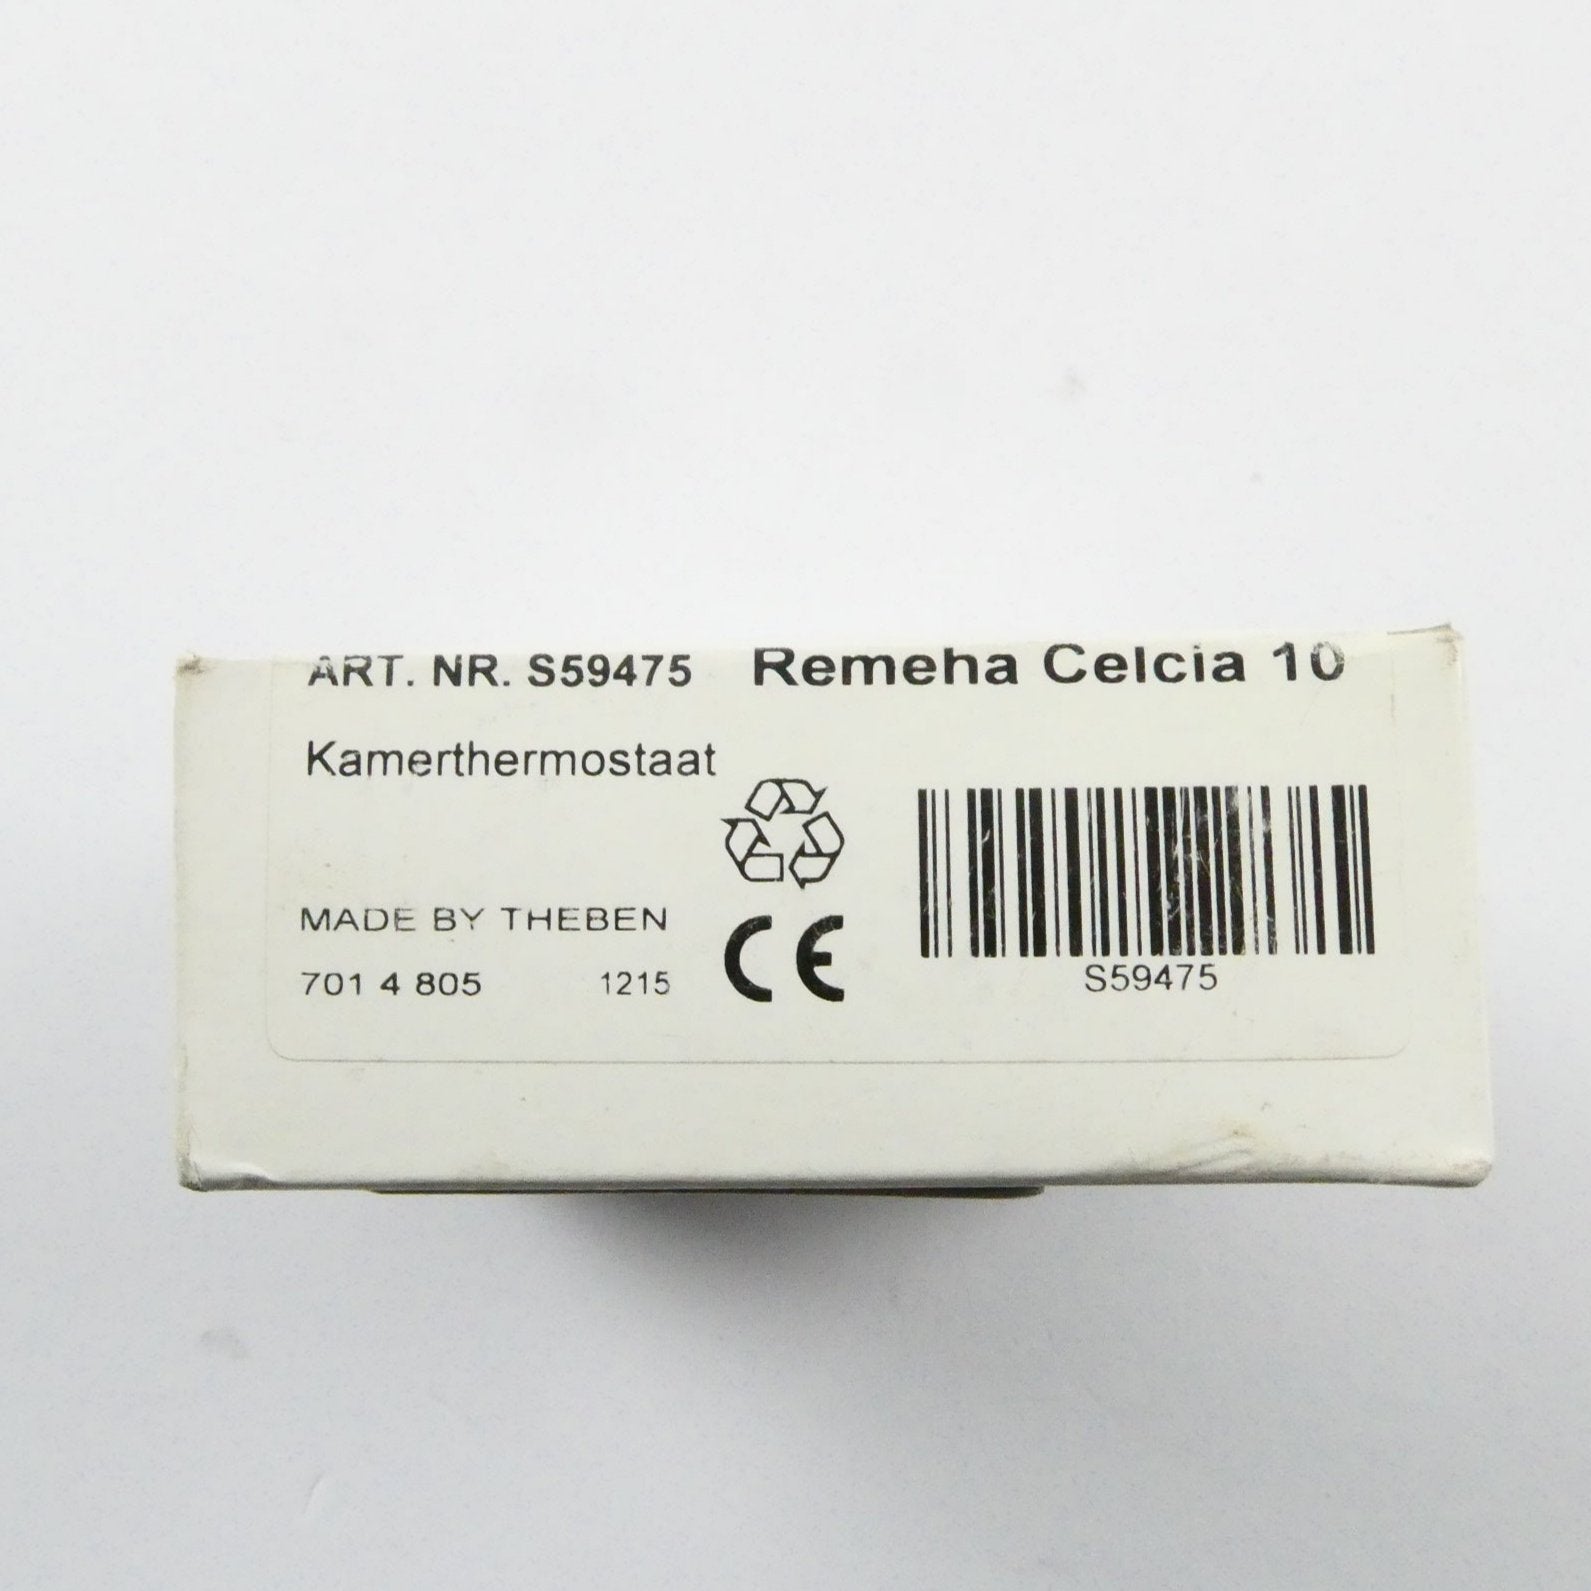 ART. NR. S59475 Remeha Celcia 10
Kamerthermostaat
MADE BY THEBEN
701 4 805 1215
CE
S59475